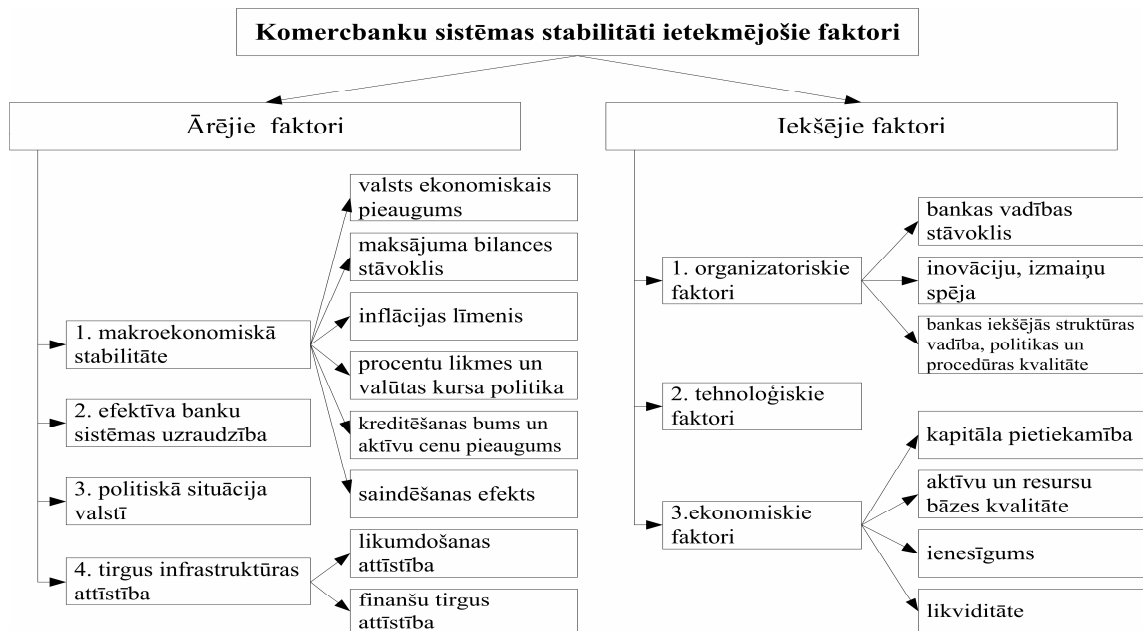 Komercbanku sistēmas stabilitāti ietekmējošie faktori
Ārējie faktori
valsts ekonomiskais
pieaugums
maksājuma bilances
stāvoklis
inflācijas līmenis
1. makroekonomiskā
stabilitāte
procentu likmes un
valūtas kursa politika
2. efektīva banku
sistēmas uzraudzība
kreditēšanas bums un
aktīvu cenu pieaugums
3. politiskā situācija
valstī
saindēšanas efekts
4. tirgus infrastruktūras
attīstība
likumdošanas
attīstība
finanšu tirgus
attīstība
Iekšējie faktori
1. organizatoriskie
faktori
bankas vadības
stāvoklis
inovāciju, izmaiņu
spēja
bankas iekšējās struktūras
vadība, politikas un
procedūras kvalitāte
2. tehnoloģiskie
faktori
3.ekonomiskie
faktori
kapitāla pietiekamība
aktīvu un resursu
bāzes kvalitāte
ienesīgums
likviditāte